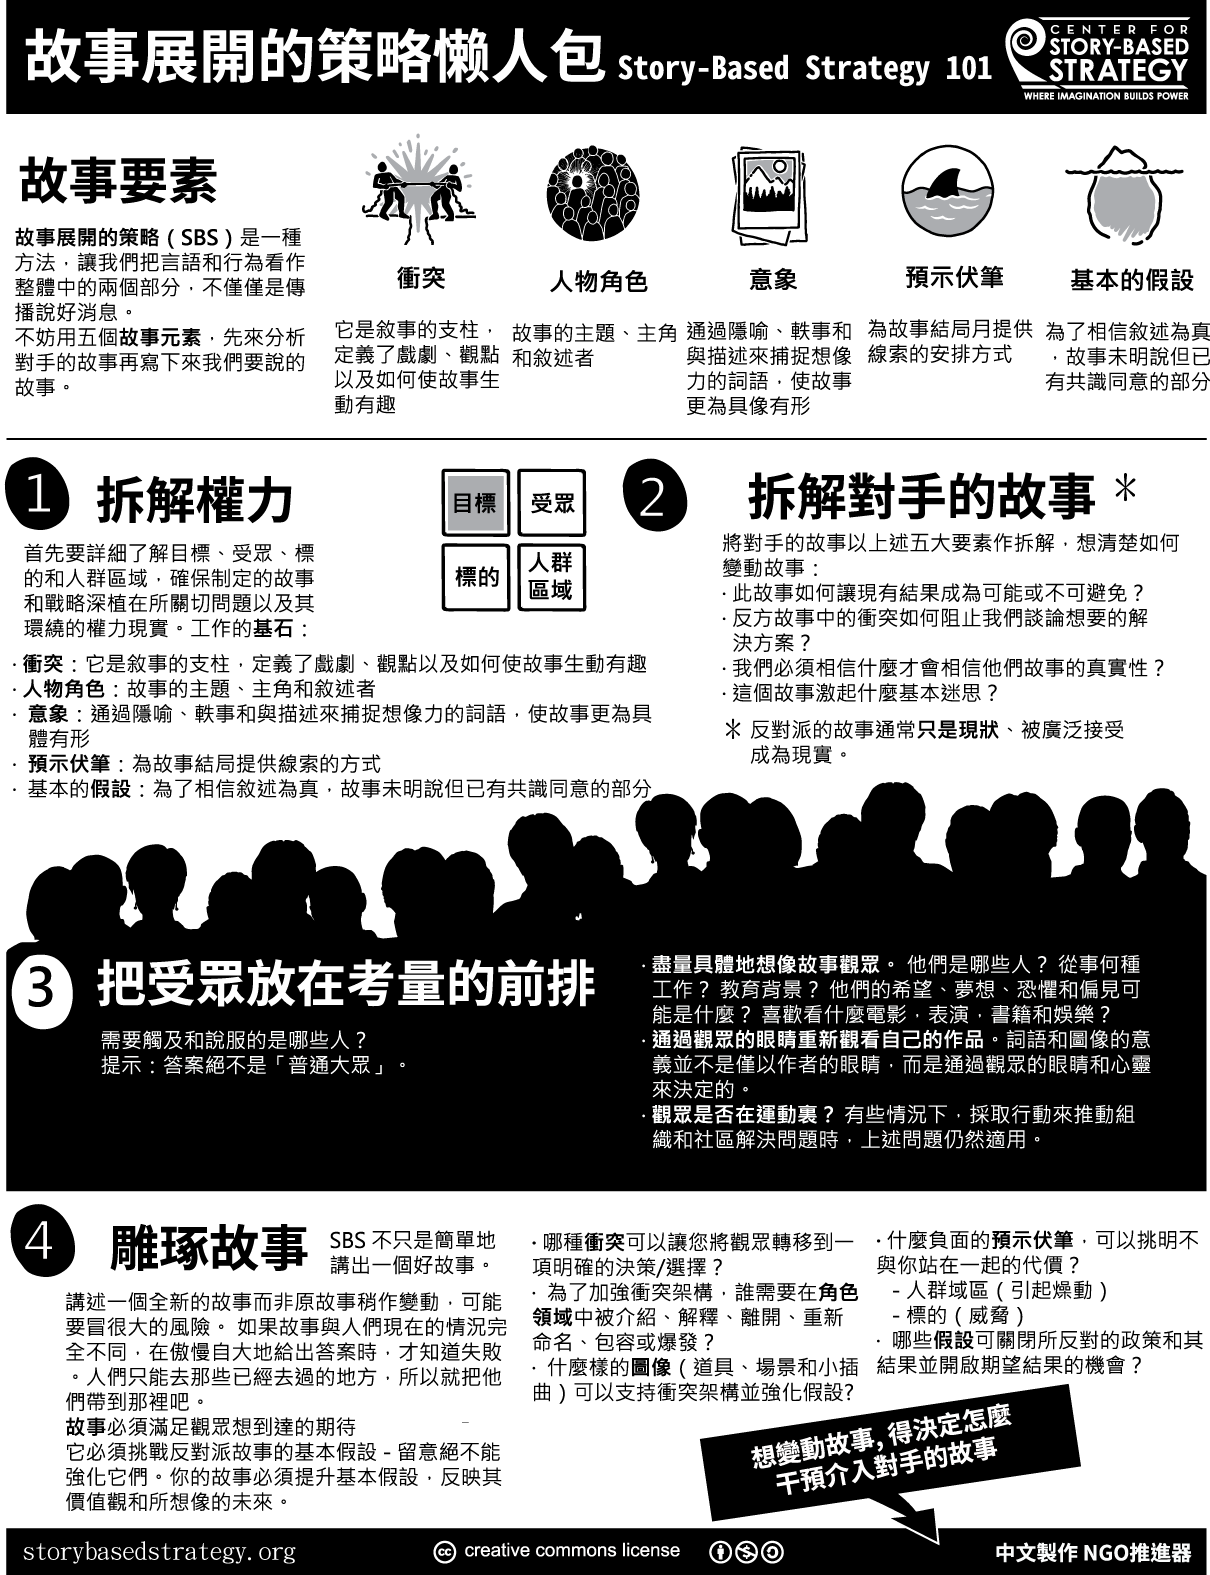 故事展開的策略懶人包 Story-Based Strategy 101
CENTER FOR
STORY-BASED
STRATEGY
WHERE IMAGINATION BUILDS POWER
故事要素
故事展開的策略（SBS）是一種
方法，讓我們把言語和行為看作
整體中的兩個部分，不僅僅是傳
播說好消息。
不妨用五個故事元素，先來分析
對手的故事再寫下來我們要說的
故事。
衝突
它是敘事的支柱，
定義了戲劇、觀點
以及如何使故事生
動有趣
人物角色
故事的主題、主角
和敘述者
意象
通過隱喻、軼事和
與描述來捕捉想像
力的詞語，使故事
更為具像有形
預示伏筆
為故事結局月提供
線索的安排方式
基本的假設
為了相信敘述為真
，故事未明說但已
有共識同意的部分
1 拆解權力
首先要詳細了解目標、受眾、標
的和人群區域，確保制定的故事
和戰略深植在所關切問題以及其
環繞的權力現實。工作的基石：
目標 受眾
標的 人群
區域
· 衝突：它是敘事的支柱，定義了戲劇、觀點以及如何使故事生動有趣
· 人物角色：故事的主題、主角和敘述者
· 意象：通過隱喻、軼事和與描述來捕捉想像力的詞語，使故事更為具
體有形
· 預示伏筆：為故事結局提供線索的方式
· 基本的假設：為了相信敘述為真，故事未明說但已有共識同意的部分
2 拆解對手的故事 ＊
將對手的故事以上述五大要素作拆解，想清楚如何
變動故事：
· 此故事如何讓現有結果成為可能或不可避免？
· 反方故事中的衝突如何阻止我們談論想要的解
決方案？
· 我們必須相信什麼才會相信他們故事的真實性？
· 這個故事激起什麼基本迷思？
＊ 反對派的故事通常只是現狀、被廣泛接受
成為現實。
3 把受眾放在考量的前排
需要觸及和說服的是哪些人？
提示：答案絕不是「普通大眾」。
· 盡量具體地想像故事觀眾。 他們是哪些人？ 從事何種
工作？ 教育背景？ 他們的希望、夢想、恐懼和偏見可
能是什麼？ 喜歡看什麼電影，表演，書籍和娛樂？
· 通過觀眾的眼睛重新觀看自己的作品。詞語和圖像的意
義並不是僅以作者的眼睛，而是通過觀眾的眼睛和心靈
來決定的。
· 觀眾是否在運動裏？ 有些情況下，採取行動來推動組
織和社區解決問題時，上述問題仍然適用。
4 雕琢故事
SBS 不只是簡單地
講出一個好故事。
講述一個全新的故事而非原故事稍作變動，可能
要冒很大的風險。 如果故事與人們現在的情況完
全不同，在傲慢自大地給出答案時，才知道失敗
。人們只能去那些已經去過的地方，所以就把他
們帶到那裡吧。
故事必須滿足觀眾想到達的期待
它必須挑戰反對派故事的基本假設 - 留意絕不能
強化它們。你的故事必須提升基本假設，反映其
價值觀和所想像的未來。
· 哪種衝突可以讓您將觀眾轉移到一
項明確的決策/選擇？
· 為了加強衝突架構，誰需要在角色
領域中被介紹、解釋、離開、重新
命名、包容或爆發？
· 什麼樣的圖像（道具、場景和小插
曲）可以支持衝突架構並強化假設?
· 什麼負面的預示伏筆，可以挑明不
與你站在一起的代價？
- 人群域區（引起燥動）
- 標的（威脅）
· 哪些假設可關閉所反對的政策和其
結果並開啟期望結果的機會？
想變動故事, 得決定怎麼
干預介入對手的故事
storybasedstrategy.org
cc creative commons license
中文製作 NGO推進器